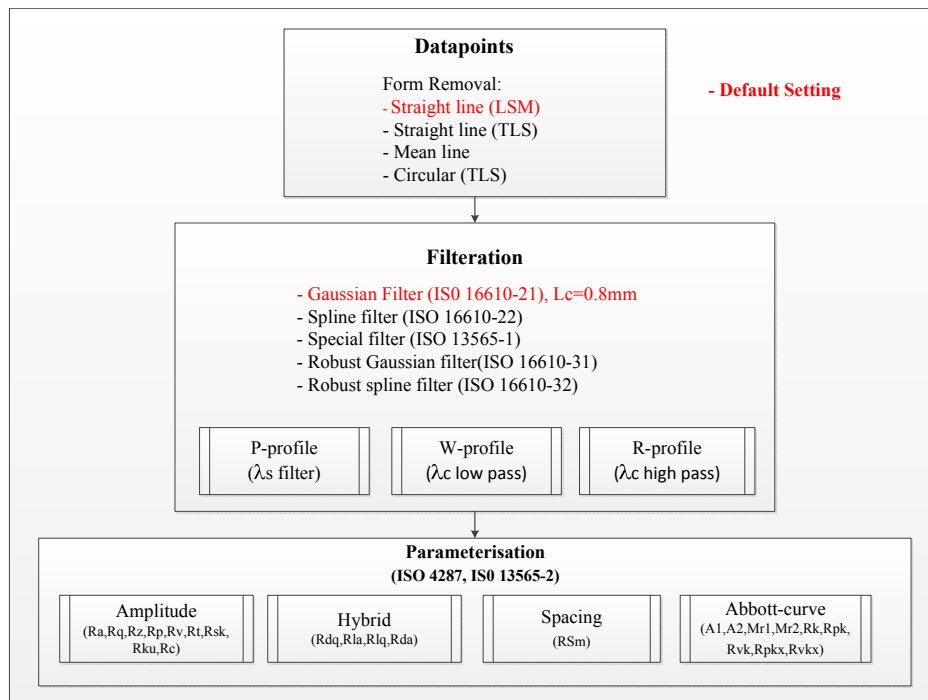 Datapoints
Form Removal:
- Straight line (LSM)
- Straight line (TLS)
- Mean line
- Circular (TLS)
- Default Setting
Filteration
- Gaussian Filter (IS0 16610-21), Lc=0.8mm
- Spline filter (ISO 16610-22)
- Special filter (ISO 13565-1)
- Robust Gaussian filter(ISO 16610-31)
- Robust spline filter (ISO 16610-32)
P-profile
(λs filter)
W-profile
(λc low pass)
R-profile
(λc high pass)
Parameterisation
(ISO 4287, IS0 13565-2)
Amplitude
(Ra,Rq,Rz,Rp,Rv,Rt,Rsk,
Rku,Rc)
Hybrid
(Rdq,Rla,Rlq,Rda)
Spacing
(RSm)
Abbott-curve
(A1,A2,Mr1,Mr2,Rk,Rpk,
Rvk,Rpkx,Rvkx)